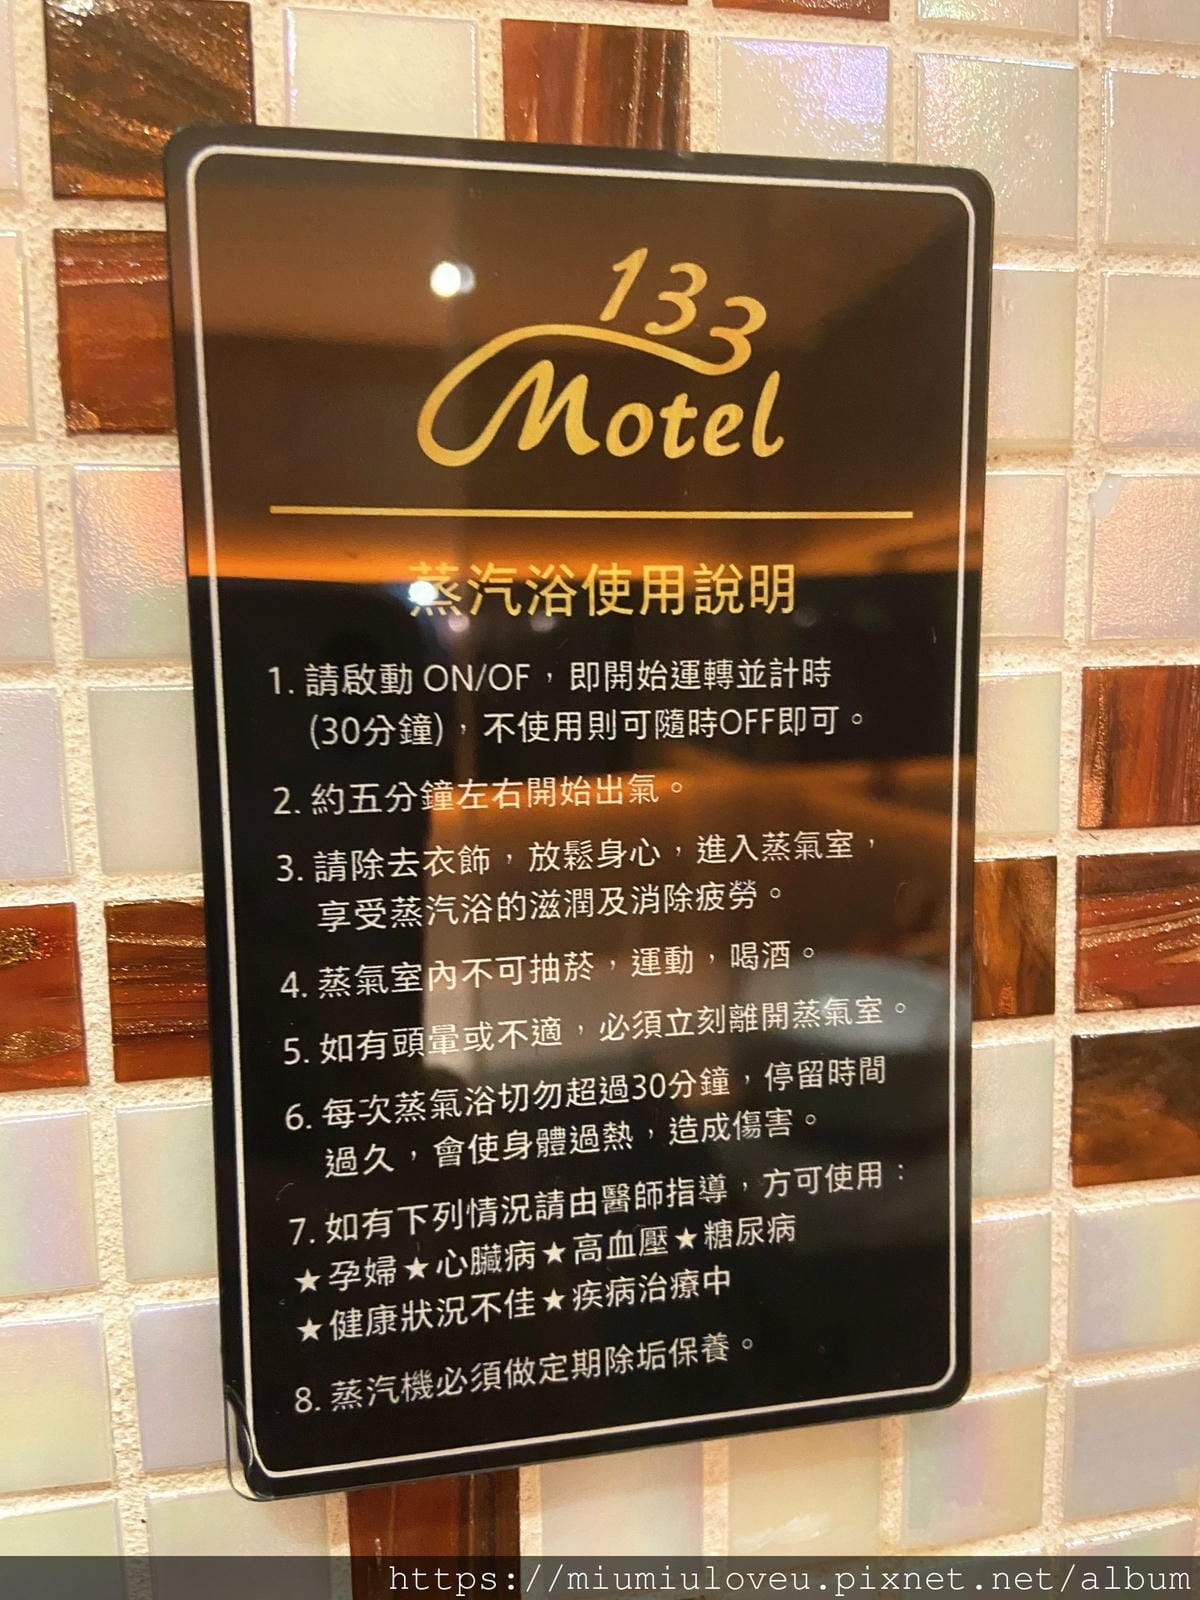 133
Motel
蒸汽浴使用說明
1. 請啟動 ON/OF，即開始運轉並計時
(30分鐘)，不使用則可隨時OFF即可。
2. 約五分鐘左右開始出氣。
3. 請除去衣飾，放鬆身心，進入蒸氣室，
享受蒸汽浴的滋潤及消除疲勞。
4. 蒸氣室內不可抽菸，運動，喝酒。
5. 如有頭暈或不適，必須立刻離開蒸氣室。
6. 每次蒸氣浴切勿超過30分鐘，停留時間
過久，會使身體過熱，造成傷害。
7. 如有下列情況請由醫師指導，方可使用：
★孕婦★心臟病★高血壓★糖尿病
★健康狀況不佳★疾病治療中
8. 蒸汽機必須做定期除垢保養。
https://miumiuloveu.pixnet.net/album